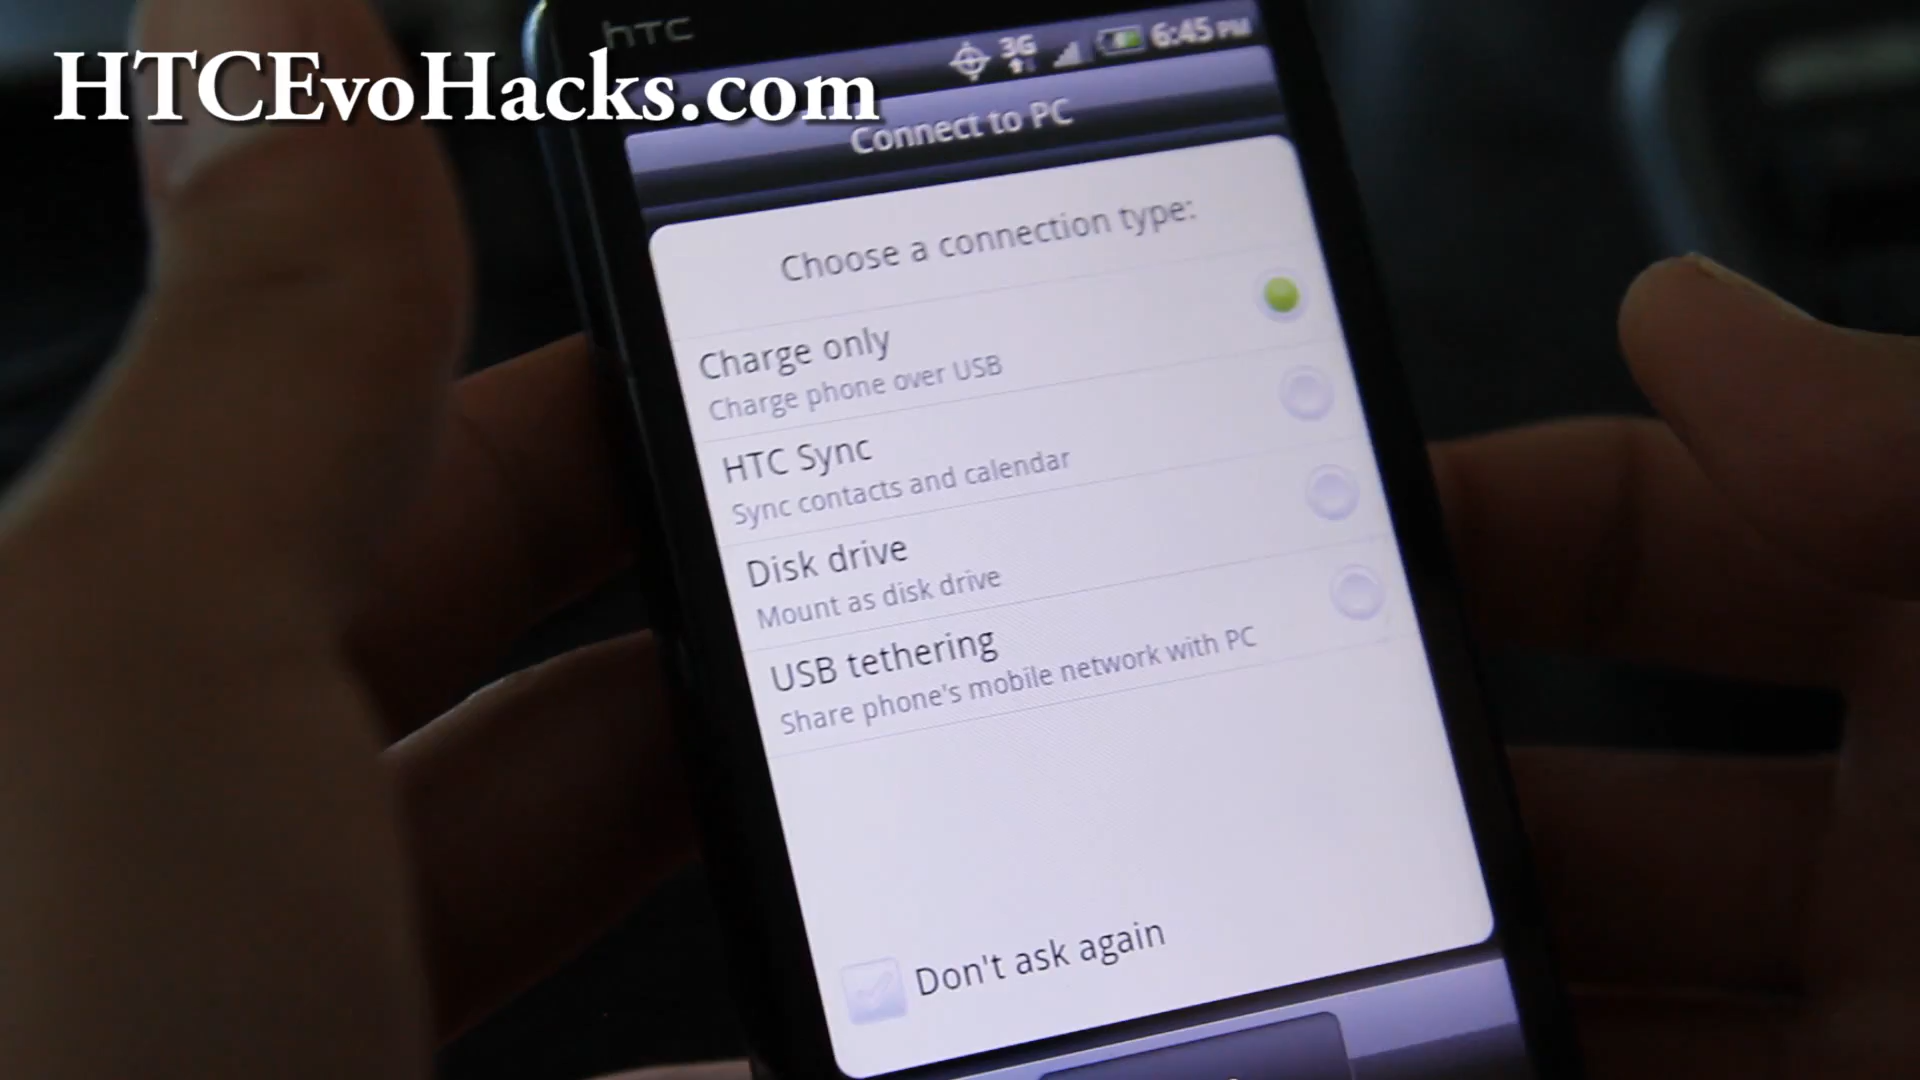 hTC
HTCEvoHacks.com
3G 6:45 PM
Connect to PC
Choose a connection type:
Charge only
Charge phone over USB
HTC Sync
Sync contacts and calendar
Disk drive
Mount as disk drive
USB tethering
Share phone's mobile network with PC
Don't ask again